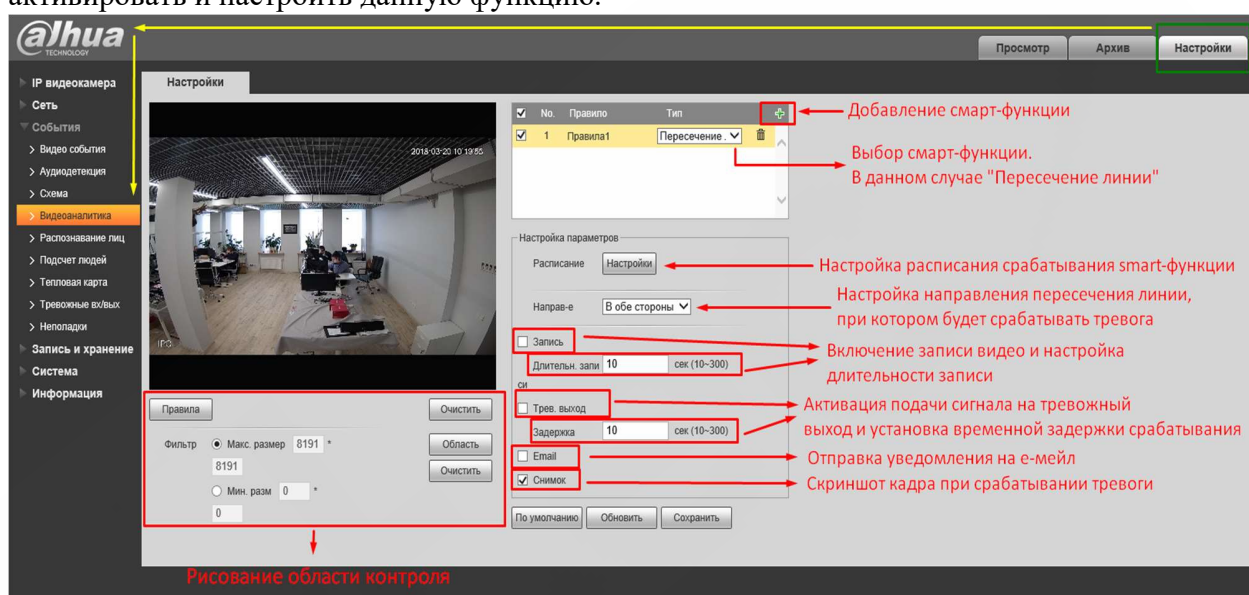 активировать и настроить данную функцию.
alhua
TECHNOLOGY
Просмотр
Архив
Настройки
IP видеокамера
Сеть
События
Видео события
Аудиодетекция
Схема
Видеоаналитика
Распознавание лиц
Подсчет людей
Тепловая карта
Тревожные вх/вых
Неполадки
Запись и хранение
Система
Информация
Настройки
2018-03-20 10:19:55
IPC
Правила
Очистить
Фильтр Макс. размер 8191 *
8191
Область
Очистить
Мин. разм 0 *
0
Рисование области контроля
No. Правило Тип
1 Правила1 Пересечение .
Добавление смарт-функции
Выбор смарт-функции.
В данном случае "Пересечение линии"
Настройка параметров
Расписание Настройки
Настройка расписания срабатывания smart-функции
Направ-е В обе стороны
Настройка направления пересечения линии,
при котором будет срабатывать тревога
Запись
Длительн. запи 10 сек (10~300)
си
Включение записи видео и настройка
длительности записи
Трев. выход
Задержка 10 сек (10~300)
Активация подачи сигнала на тревожный
выход и установка временной задержки срабатывания
Email
Отправка уведомления на е-мейл
Снимок
Скриншот кадра при срабатывании тревоги
По умолчанию Обновить Сохранить